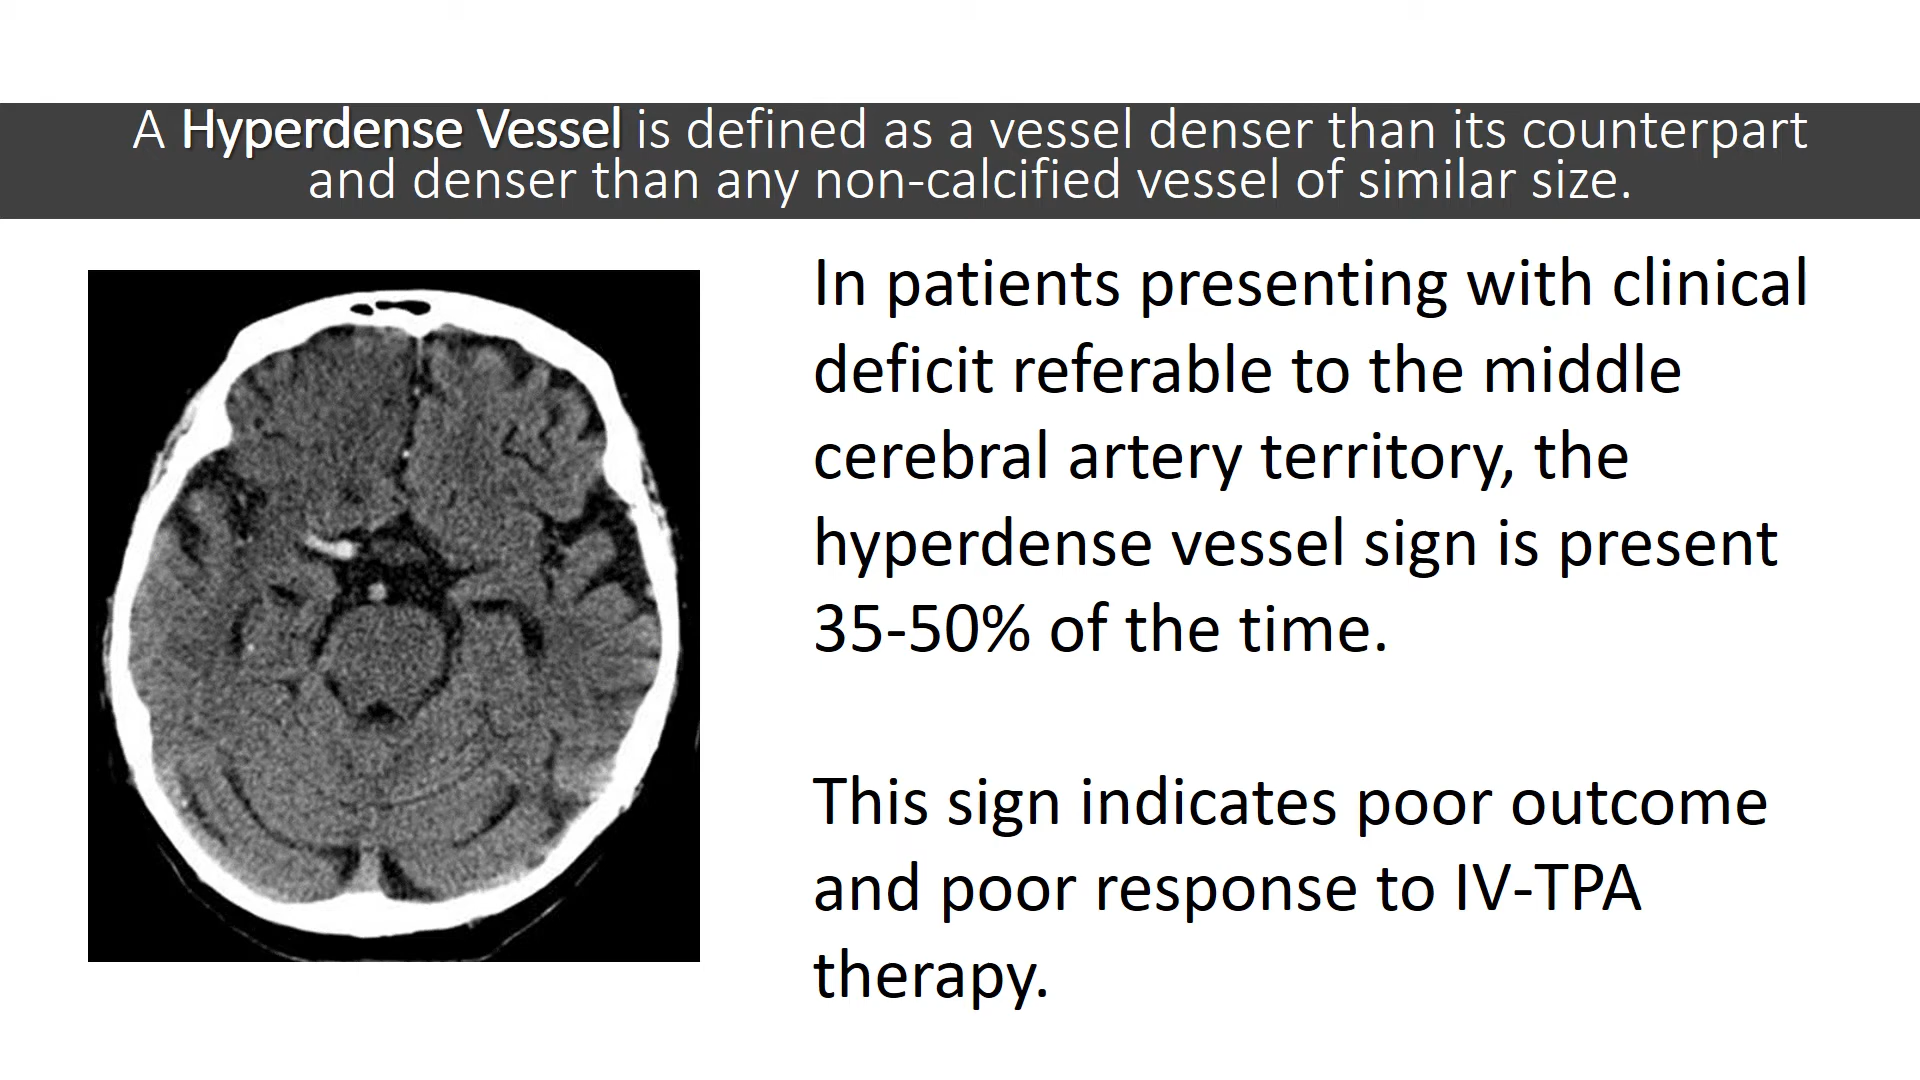 A Hyperdense Vessel is defined as a vessel denser than its counterpart
and denser than any non-calcified vessel of similar size.
In patients presenting with clinical
deficit referable to the middle
cerebral artery territory, the
hyperdense vessel sign is present
35-50% of the time.
This sign indicates poor outcome
and poor response to IV-TPA
therapy.